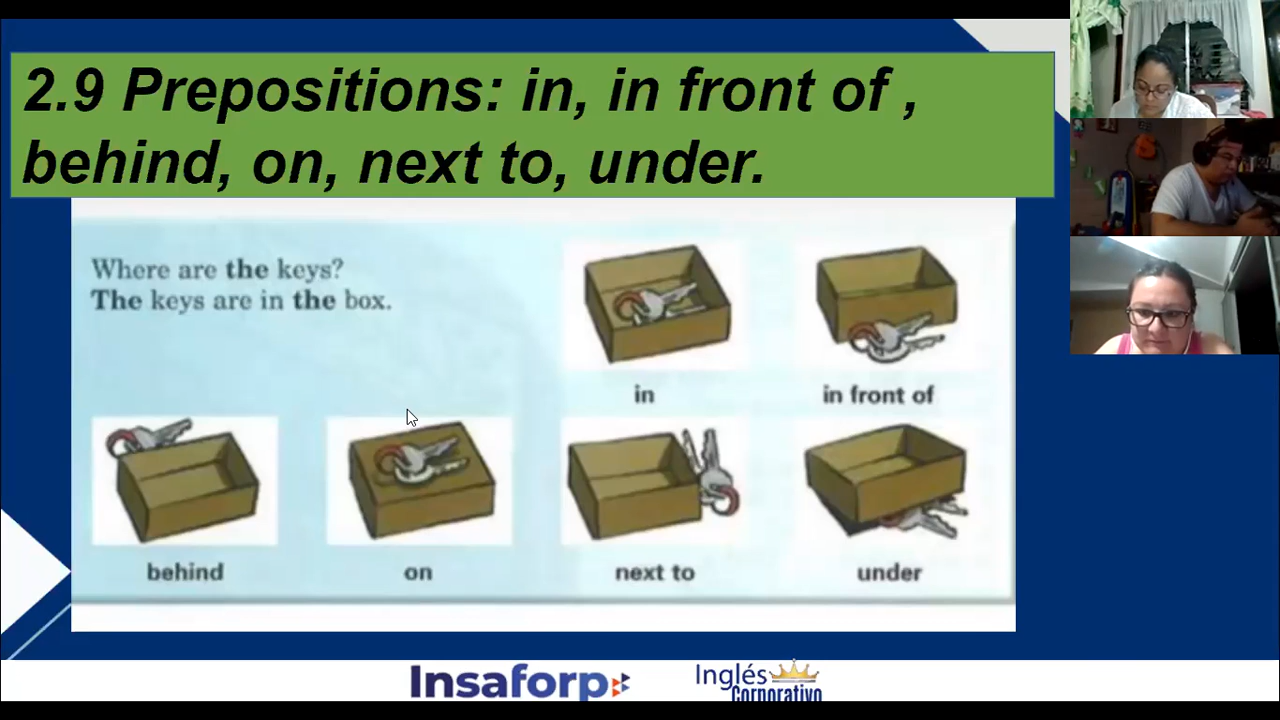 2.9 Prepositions: in, in front of ,
behind, on, next to, under.
Where are the keys?
The keys are in the box.
in
in front of
behind
on
next to
under
Insaforp
Inglés
Corporativo